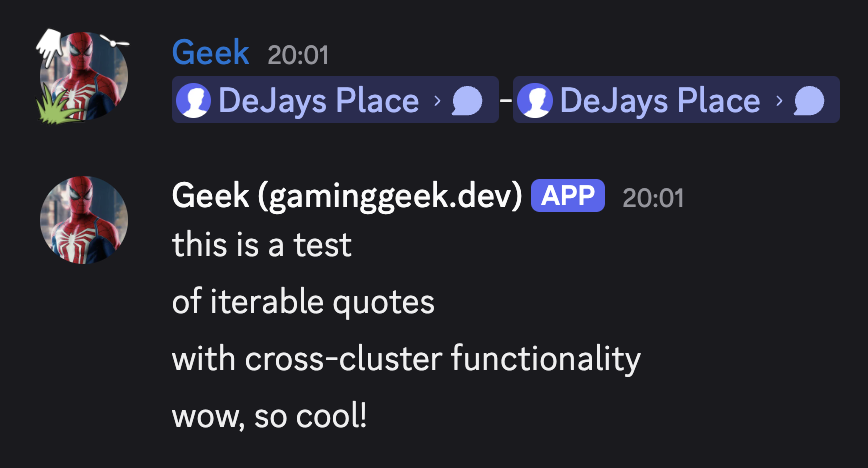 Geek 20:01
DeJays Place › - DeJays Place ›
Geek (gaminggeek.dev) APP 20:01
this is a test
of iterable quotes
with cross-cluster functionality
wow, so cool!